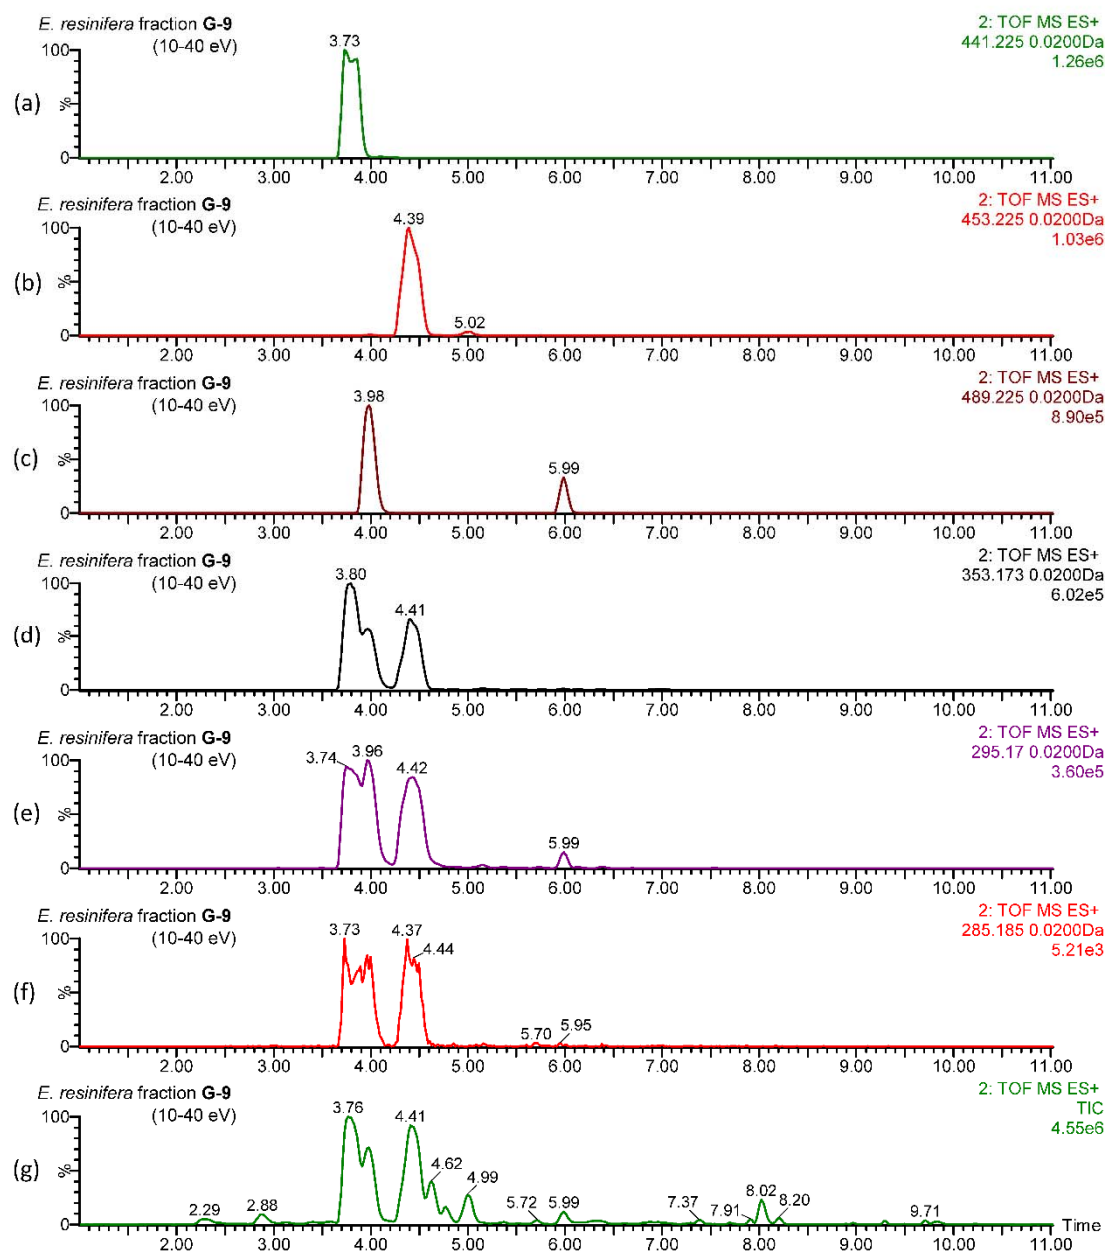 E. resinifera fraction G-9
(10-40 eV)
2: TOF MS ES+
441.225 0.0200Da
1.26e6
3.73
100
(a)
%
0
2.00 3.00 4.00 5.00 6.00 7.00 8.00 9.00 10.00 11.00
E. resinifera fraction G-9
(10-40 eV)
2: TOF MS ES+
453.225 0.0200Da
1.03e6
4.39
100
(b)
%
5.02
0
2.00 3.00 4.00 5.00 6.00 7.00 8.00 9.00 10.00 11.00
E. resinifera fraction G-9
(10-40 eV)
2: TOF MS ES+
489.225 0.0200Da
8.90e5
3.98
100
(c)
%
5.99
0
2.00 3.00 4.00 5.00 6.00 7.00 8.00 9.00 10.00 11.00
E. resinifera fraction G-9
(10-40 eV)
2: TOF MS ES+
353.173 0.0200Da
6.02e5
3.80
100
4.41
(d)
%
0
2.00 3.00 4.00 5.00 6.00 7.00 8.00 9.00 10.00 11.00
E. resinifera fraction G-9
(10-40 eV)
2: TOF MS ES+
295.17 0.0200Da
3.60e5
3.74 3.96
100
4.42
(e)
%
5.99
0
2.00 3.00 4.00 5.00 6.00 7.00 8.00 9.00 10.00 11.00
E. resinifera fraction G-9
(10-40 eV)
2: TOF MS ES+
285.185 0.0200Da
5.21e3
3.73 4.37
100
4.44
(f)
%
5.70 5.95
0
2.00 3.00 4.00 5.00 6.00 7.00 8.00 9.00 10.00 11.00
E. resinifera fraction G-9
(10-40 eV)
2: TOF MS ES+
TIC
4.55e6
3.76 4.41
100
4.62
4.99
(g)
%
2.29 2.88 5.72 5.99 7.37 7.91 8.02 8.20 9.71
0
Time
2.00 3.00 4.00 5.00 6.00 7.00 8.00 9.00 10.00 11.00